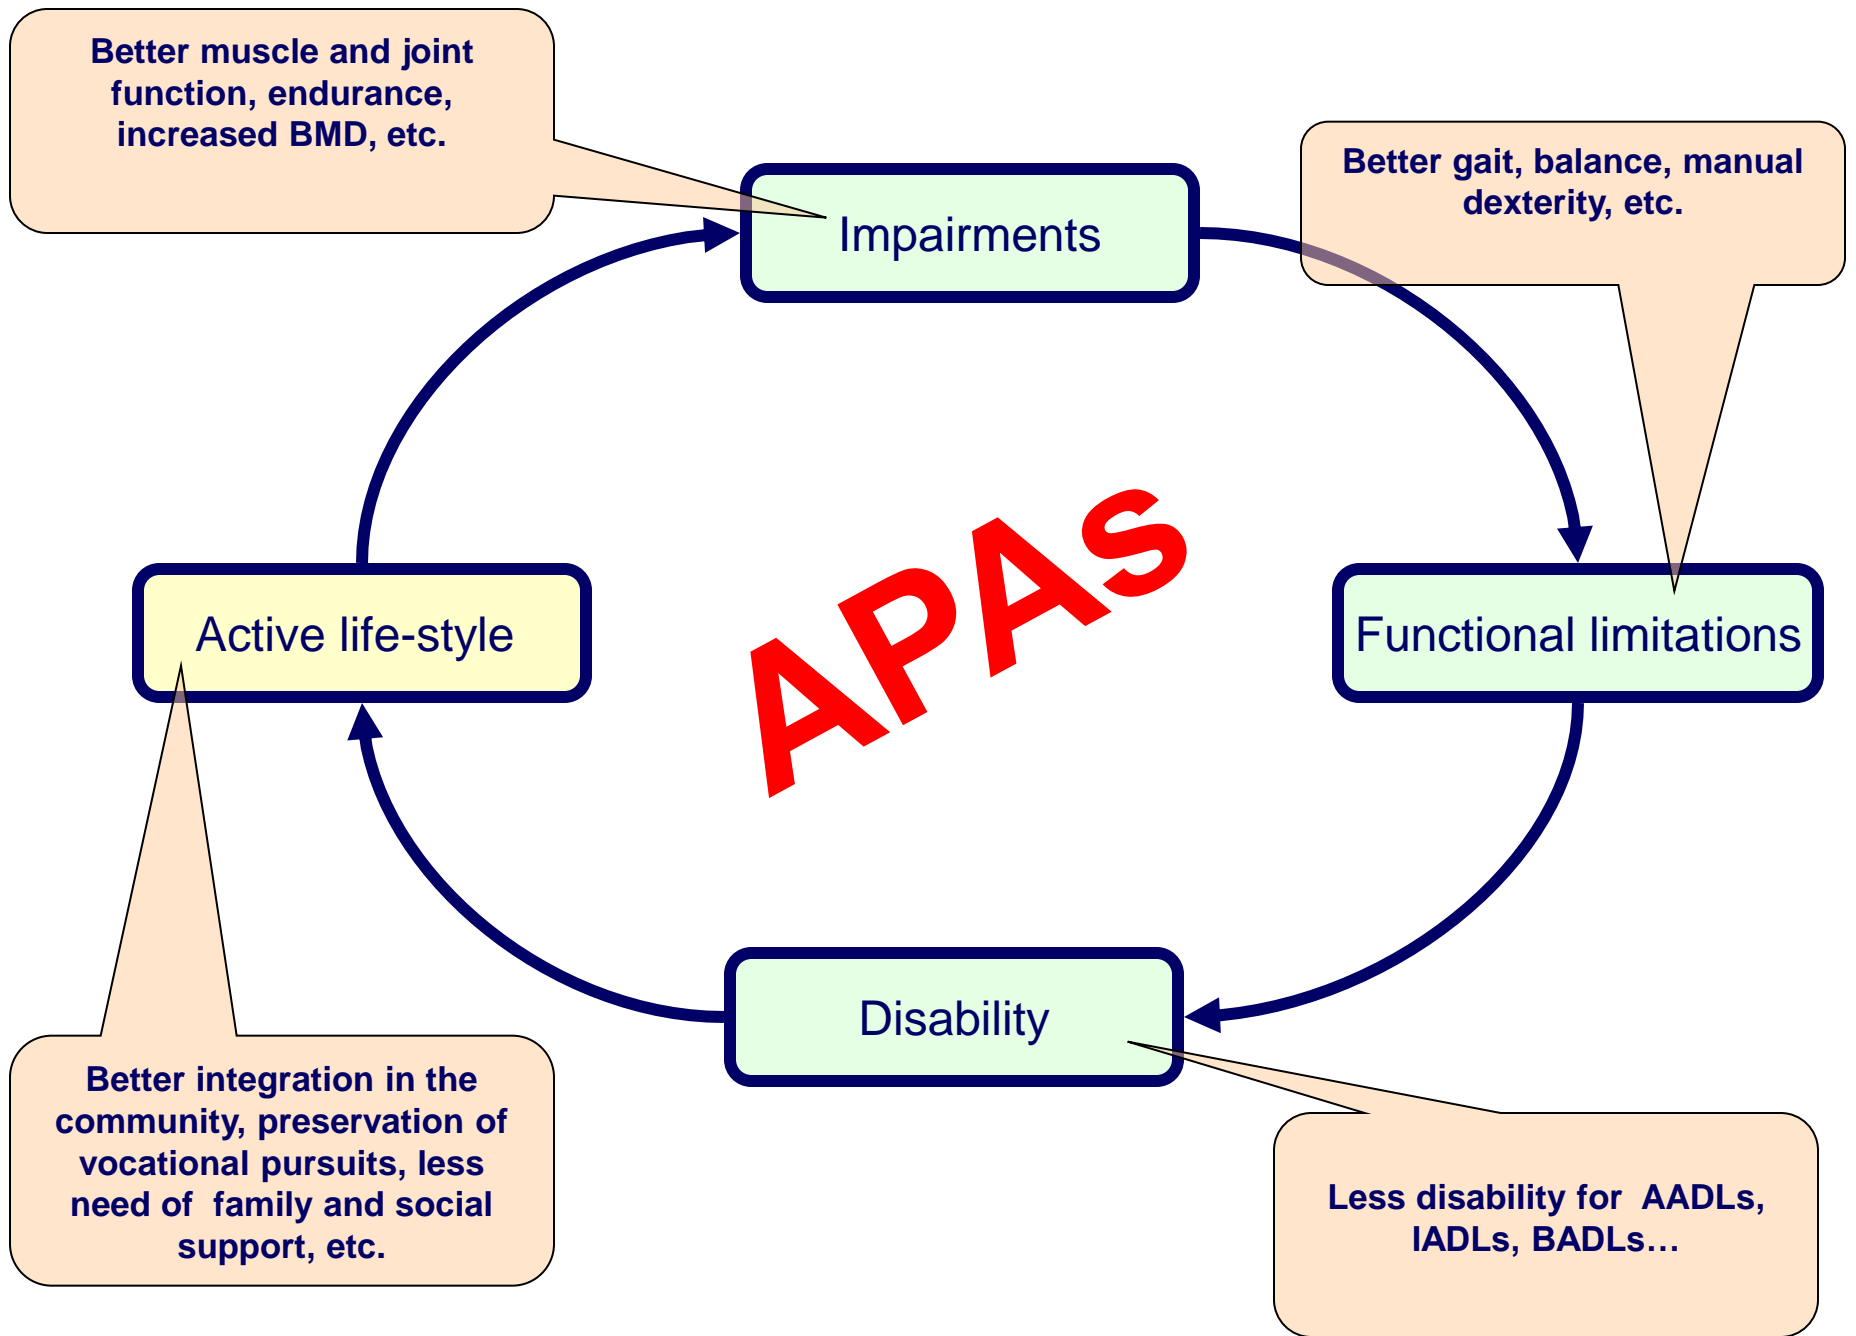 Better muscle and joint
function, endurance,
increased BMD, etc.
Better gait, balance, manual
dexterity, etc.
Impairments
APAs
Active life-style
Functional limitations
Disability
Better integration in the
community, preservation of
vocational pursuits, less
need of  family and social
support, etc.
Less disability for  AADLs,
IADLs, BADLs…